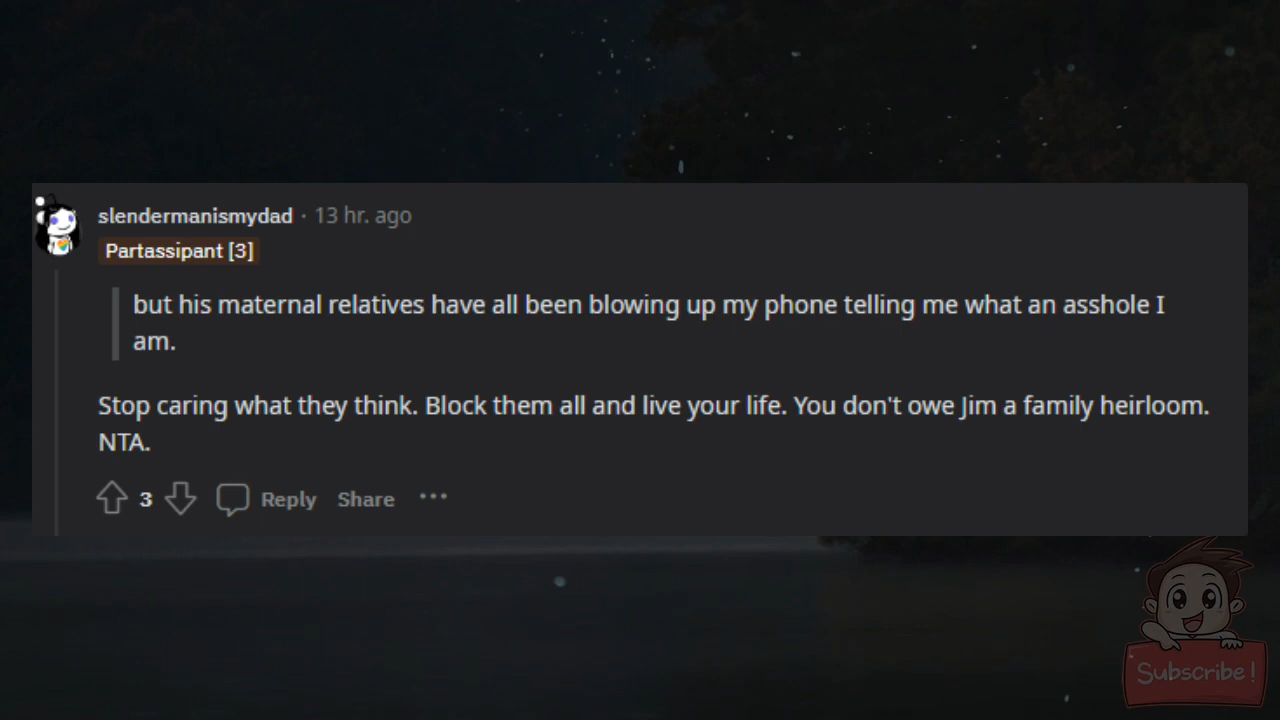 slendermanismydad · 13 hr. ago
Partassipant [3]
but his maternal relatives have all been blowing up my phone telling me what an asshole I
am.
Stop caring what they think. Block them all and live your life. You don't owe Jim a family heirloom.
NTA.
3 Reply Share ···
Subscribe!